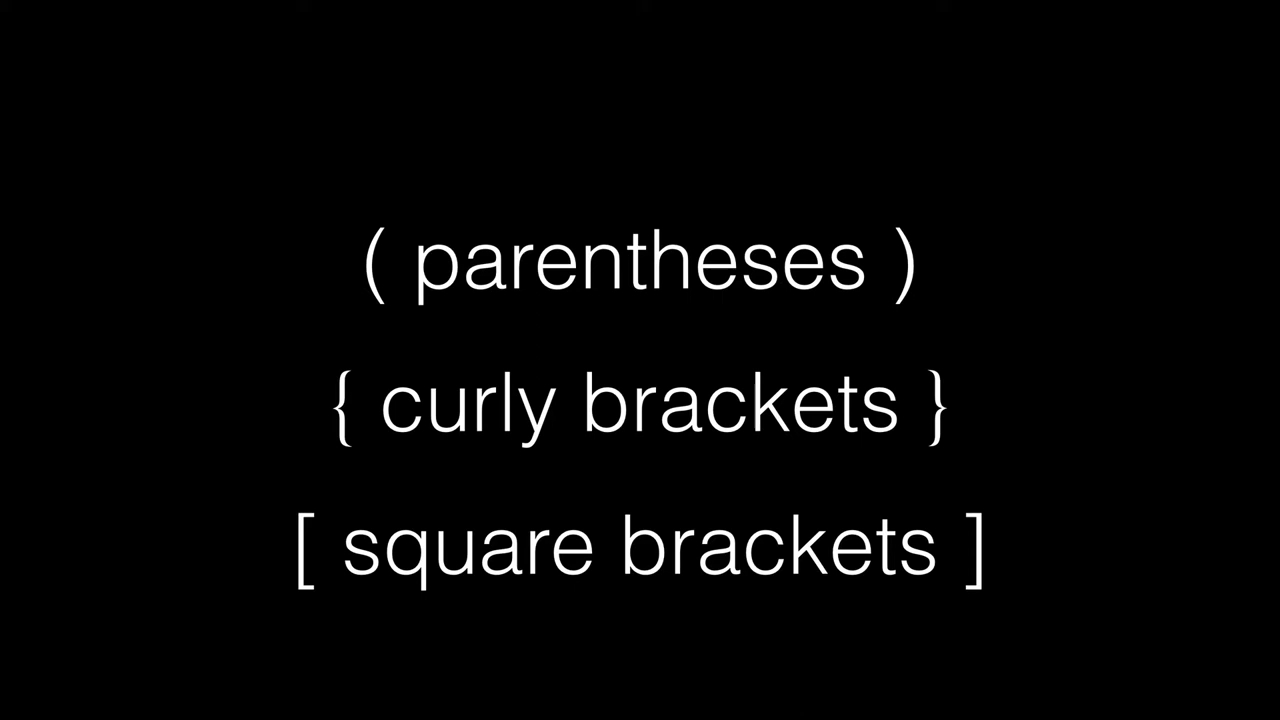 ( parentheses )
{ curly brackets }
[ square brackets ]